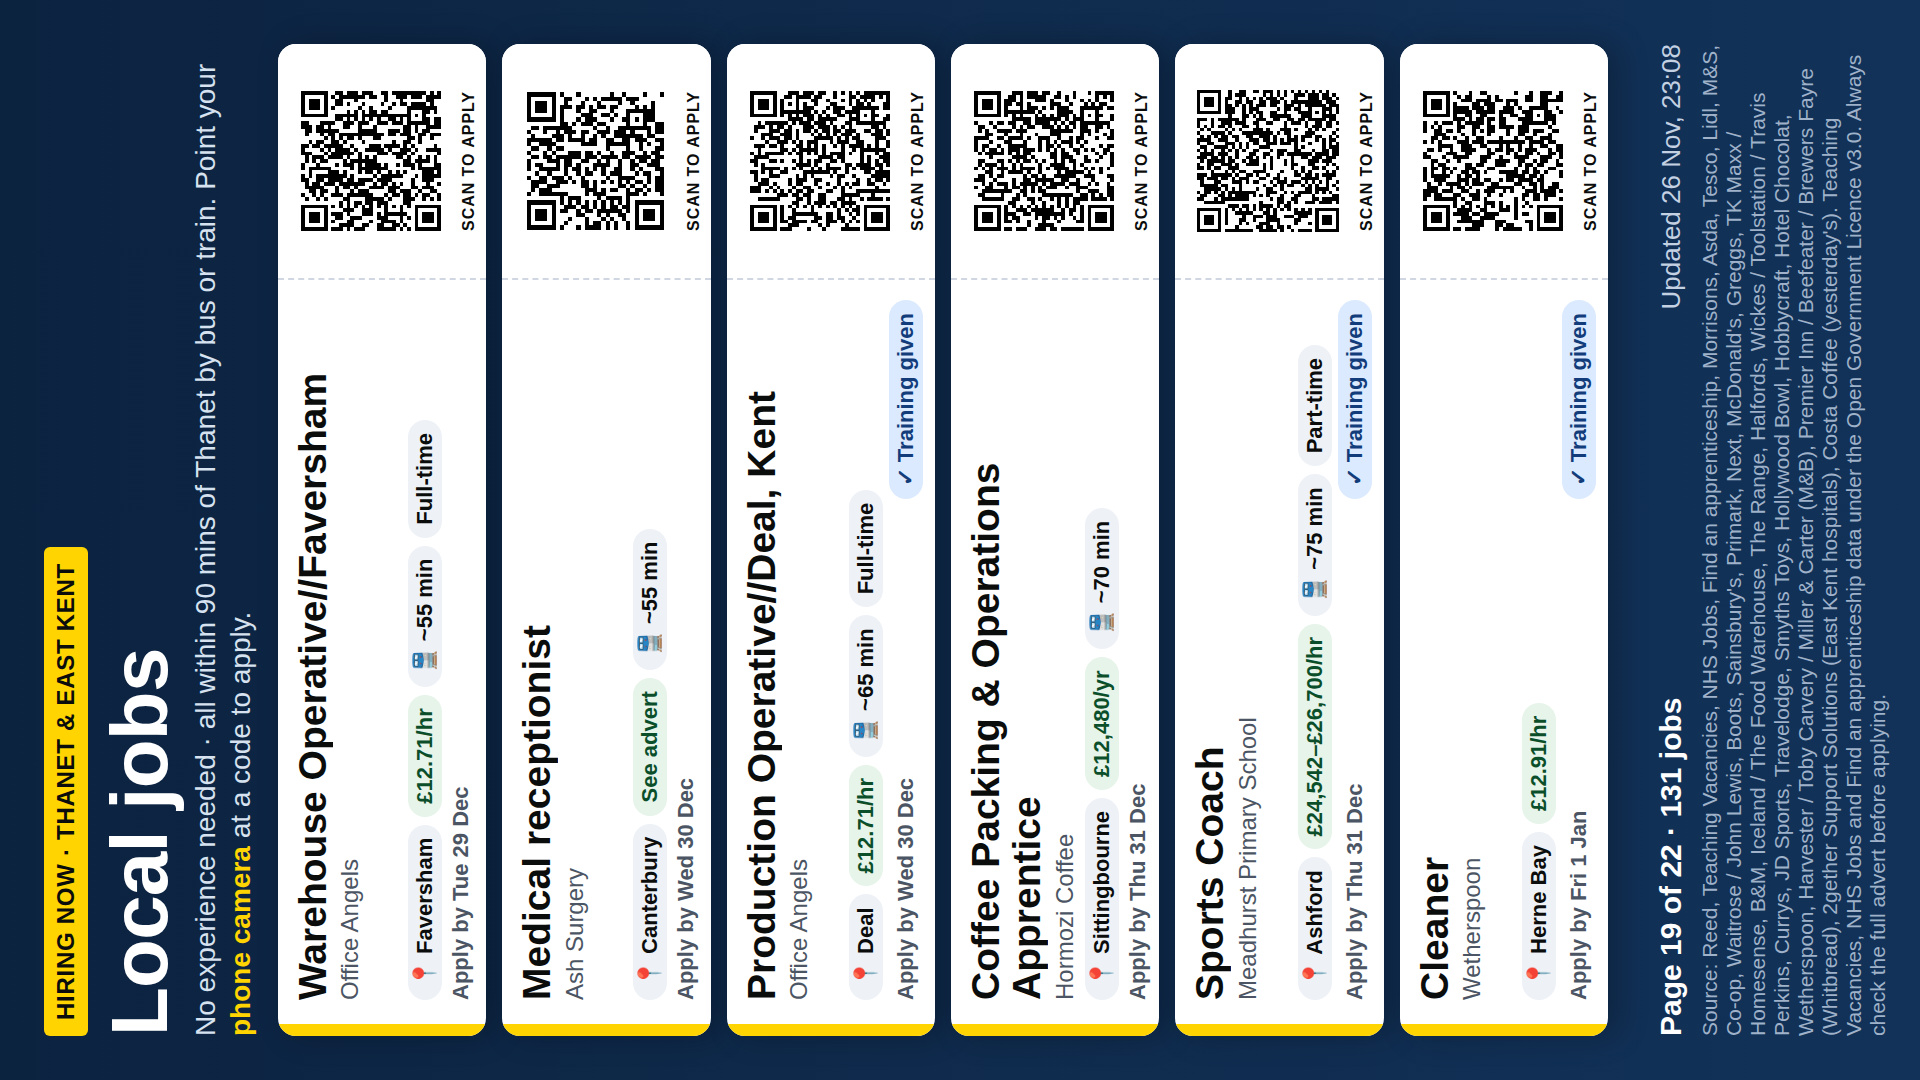 HIRING NOW · THANET & EAST KENT
Local jobs
No experience needed · all within 90 mins of Thanet by bus or train. Point your
phone camera at a code to apply.
Warehouse Operative//Faversham
Office Angels
📍 Faversham
£12.71/hr
🚆 ~55 min
Full-time
Apply by Tue 29 Dec
SCAN TO APPLY
Medical receptionist
Ash Surgery
📍 Canterbury
See advert
🚆 ~55 min
Apply by Wed 30 Dec
SCAN TO APPLY
Production Operative//Deal, Kent
Office Angels
📍 Deal
£12.71/hr
🚆 ~65 min
Full-time
Apply by Wed 30 Dec
✓ Training given
SCAN TO APPLY
Coffee Packing & Operations
Apprentice
Hormozi Coffee
📍 Sittingbourne
£12,480/yr
🚆 ~70 min
Apply by Thu 31 Dec
SCAN TO APPLY
Sports Coach
Meadhurst Primary School
📍 Ashford
£24,542–£26,700/hr
🚆 ~75 min
Part-time
Apply by Thu 31 Dec
✓ Training given
SCAN TO APPLY
Cleaner
Wetherspoon
📍 Herne Bay
£12.91/hr
Apply by Fri 1 Jan
✓ Training given
SCAN TO APPLY
Page 19 of 22 · 131 jobs
Updated 26 Nov, 23:08
Source: Reed, Teaching Vacancies, NHS Jobs, Find an apprenticeship, Morrisons, Asda, Tesco, Lidl, M&S,
Co-op, Waitrose / John Lewis, Boots, Sainsbury's, Primark, Next, McDonald's, Greggs, TK Maxx /
Homesense, B&M, Iceland / The Food Warehouse, The Range, Halfords, Wickes / Toolstation / Travis
Perkins, Currys, JD Sports, Travelodge, Smyths Toys, Hollywood Bowl, Hobbycraft, Hotel Chocolat,
Wetherspoon, Harvester / Toby Carvery / Miller & Carter (M&B), Premier Inn / Beefeater / Brewers Fayre
(Whitbread), 2gether Support Solutions (East Kent hospitals), Costa Coffee (yesterday's). Teaching
Vacancies, NHS Jobs and Find an apprenticeship data under the Open Government Licence v3.0. Always
check the full advert before applying.